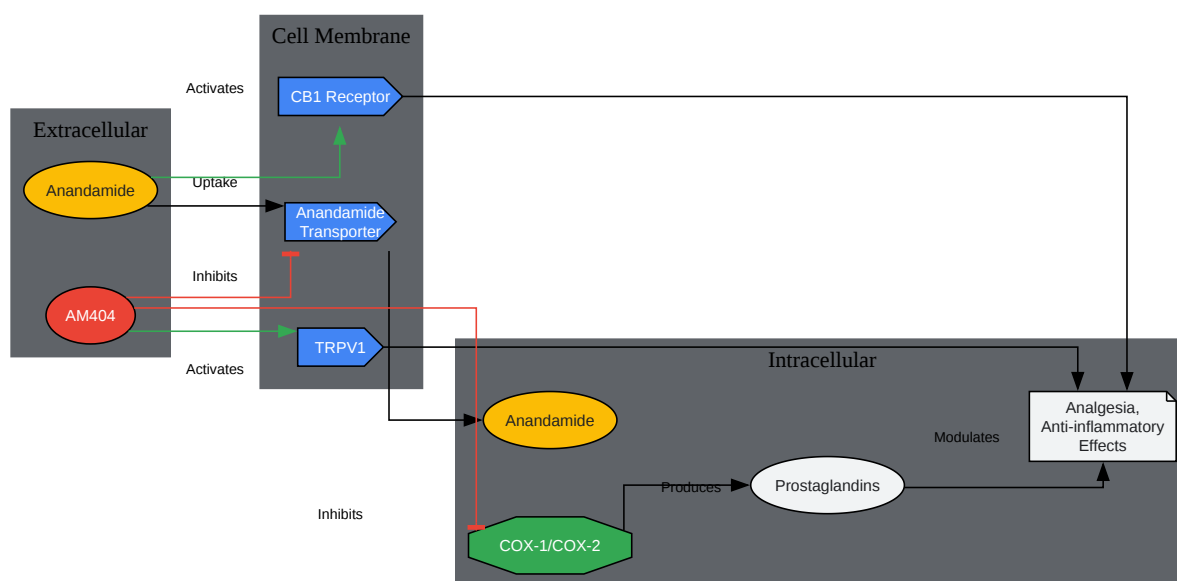 Cell Membrane
Activates
CB1 Receptor
Extracellular
Anandamide
Uptake
Anandamide
Transporter
Inhibits
AM404
TRPV1
Activates
Intracellular
Anandamide
Analgesia,
Anti-inflammatory
Effects
Modulates
Produces
Prostaglandins
Inhibits
COX-1/COX-2